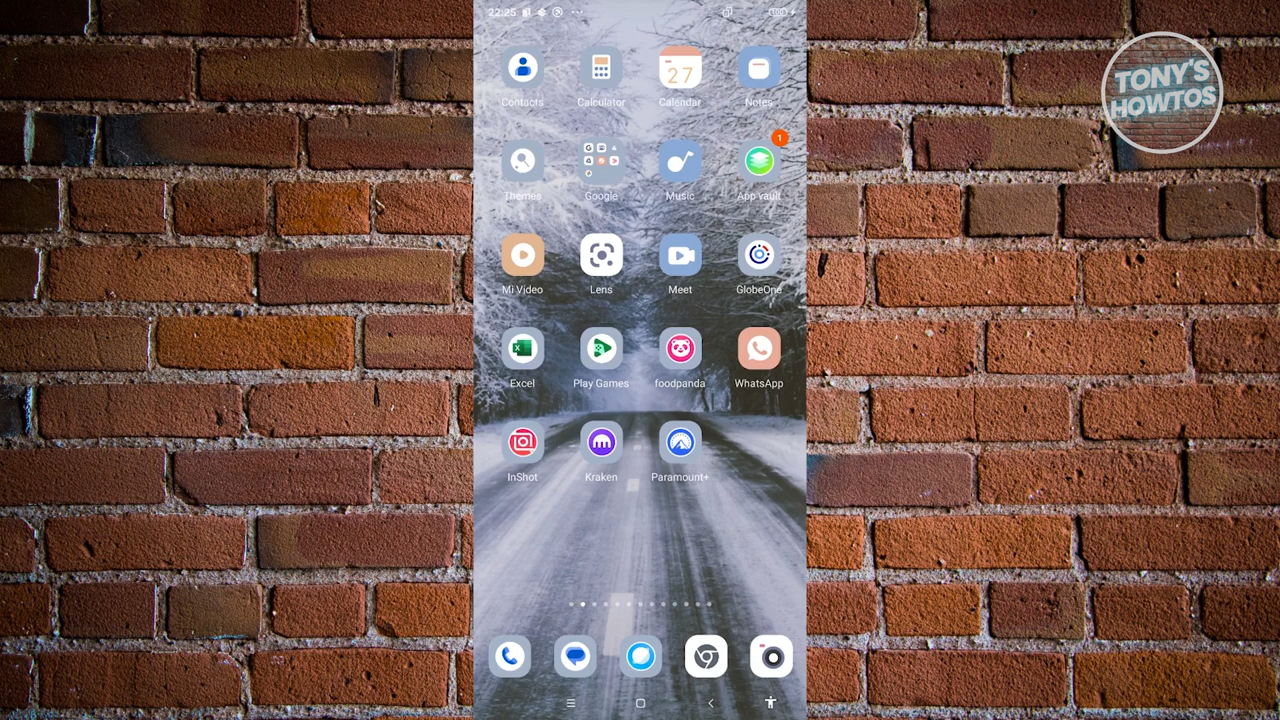 22:25
100
TONY'S
HOWTOS
27
Contacts
Calculator
Calendar
Notes
1
Themes
Google
Music
App vault
Mi Video
Lens
Meet
GlobeOne
Excel
Play Games
foodpanda
WhatsApp
InShot
Kraken
Paramount+